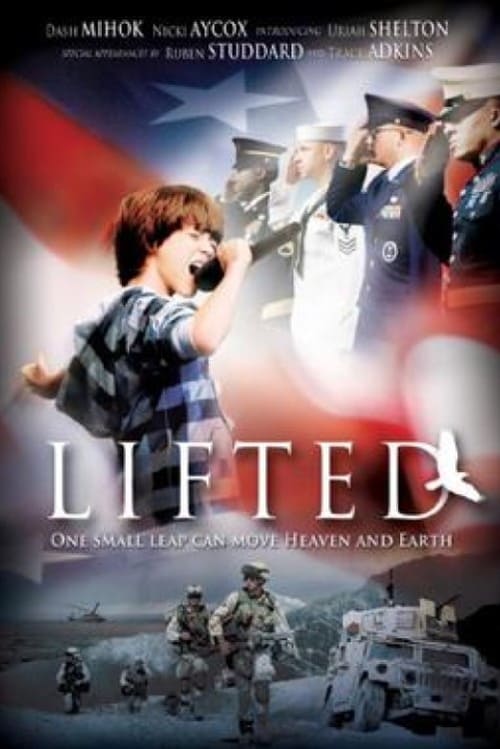 DASH MIHOK NICKI AYCOX INTRODUCING URIAH SHELTON
SPECIAL APPEARANCES BY RUBEN STUDDARD AND TRACE ADKINS
LIFTED
ONE SMALL LEAP CAN MOVE HEAVEN AND EARTH